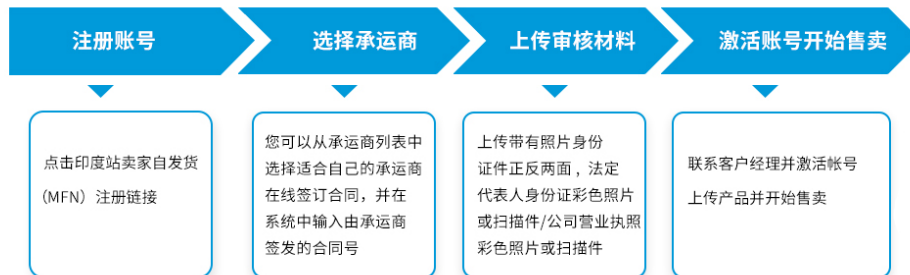 注册账号
选择承运商
上传审核材料
激活账号开始售卖
点击印度站卖家自发货
（MFN）注册链接
您可以从承运商列表中
选择适合自己的承运商
在线签订合同，并在
系统中输入由承运商
签发的合同号
上传带有照片身份
证件正反两面，法定
代表人身份证彩色照片
或扫描件/公司营业执照
彩色照片或扫描件
联系客户经理并激活帐号
上传产品并开始售卖